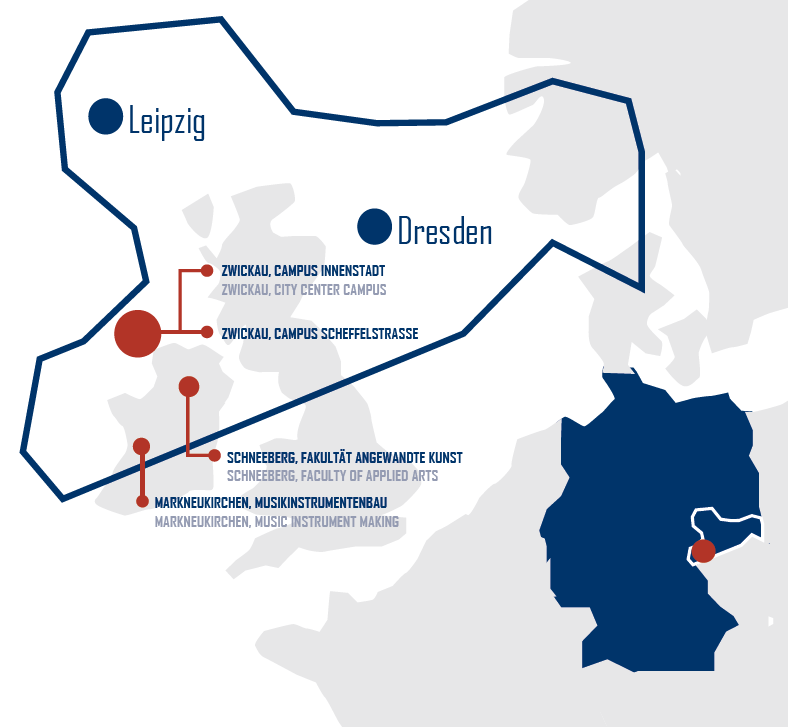 Leipzig
Dresden
ZWICKAU, CAMPUS INNENSTADT
ZWICKAU, CITY CENTER CAMPUS
ZWICKAU, CAMPUS SCHEFFELSTRASSE
SCHNEEBERG, FAKULTÄT ANGEWANDTE KUNST
SCHNEEBERG, FACULTY OF APPLIED ARTS
MARKNEUKIRCHEN, MUSIKINSTRUMENTENBAU
MARKNEUKIRCHEN, MUSIC INSTRUMENT MAKING